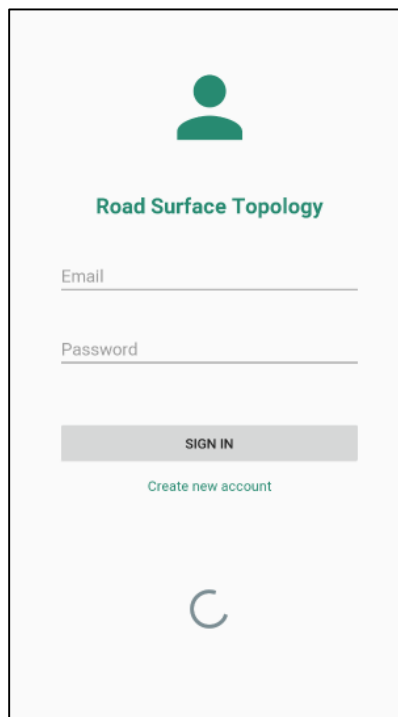 Road Surface Topology
Email
Password
SIGN IN
Create new account